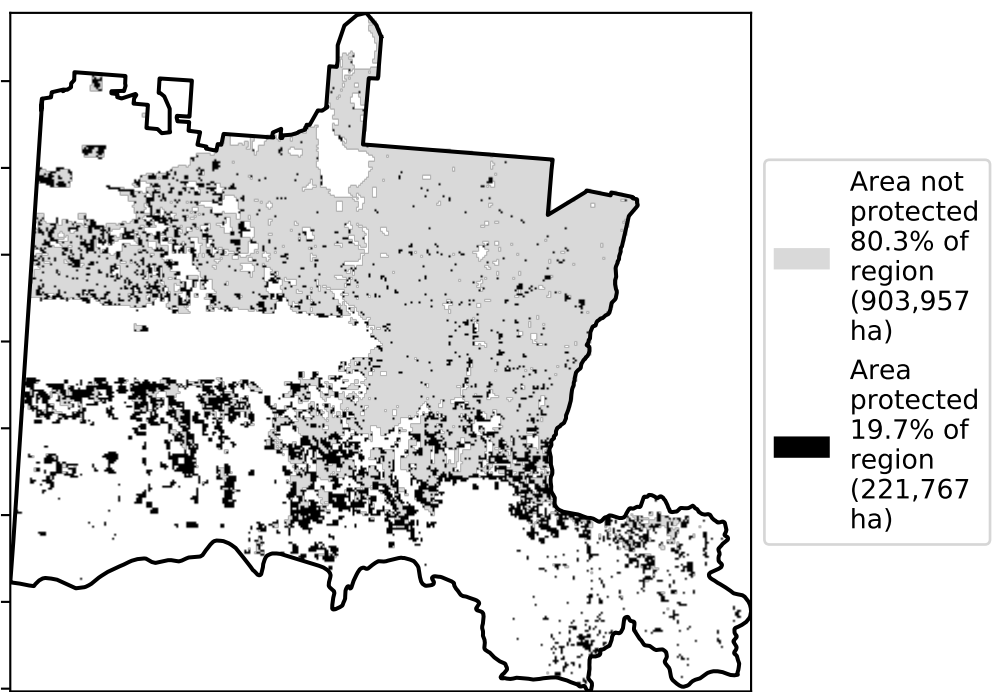 Area not
protected
80.3% of
region
(903,957
ha)
Area
protected
19.7% of
region
(221,767
ha)